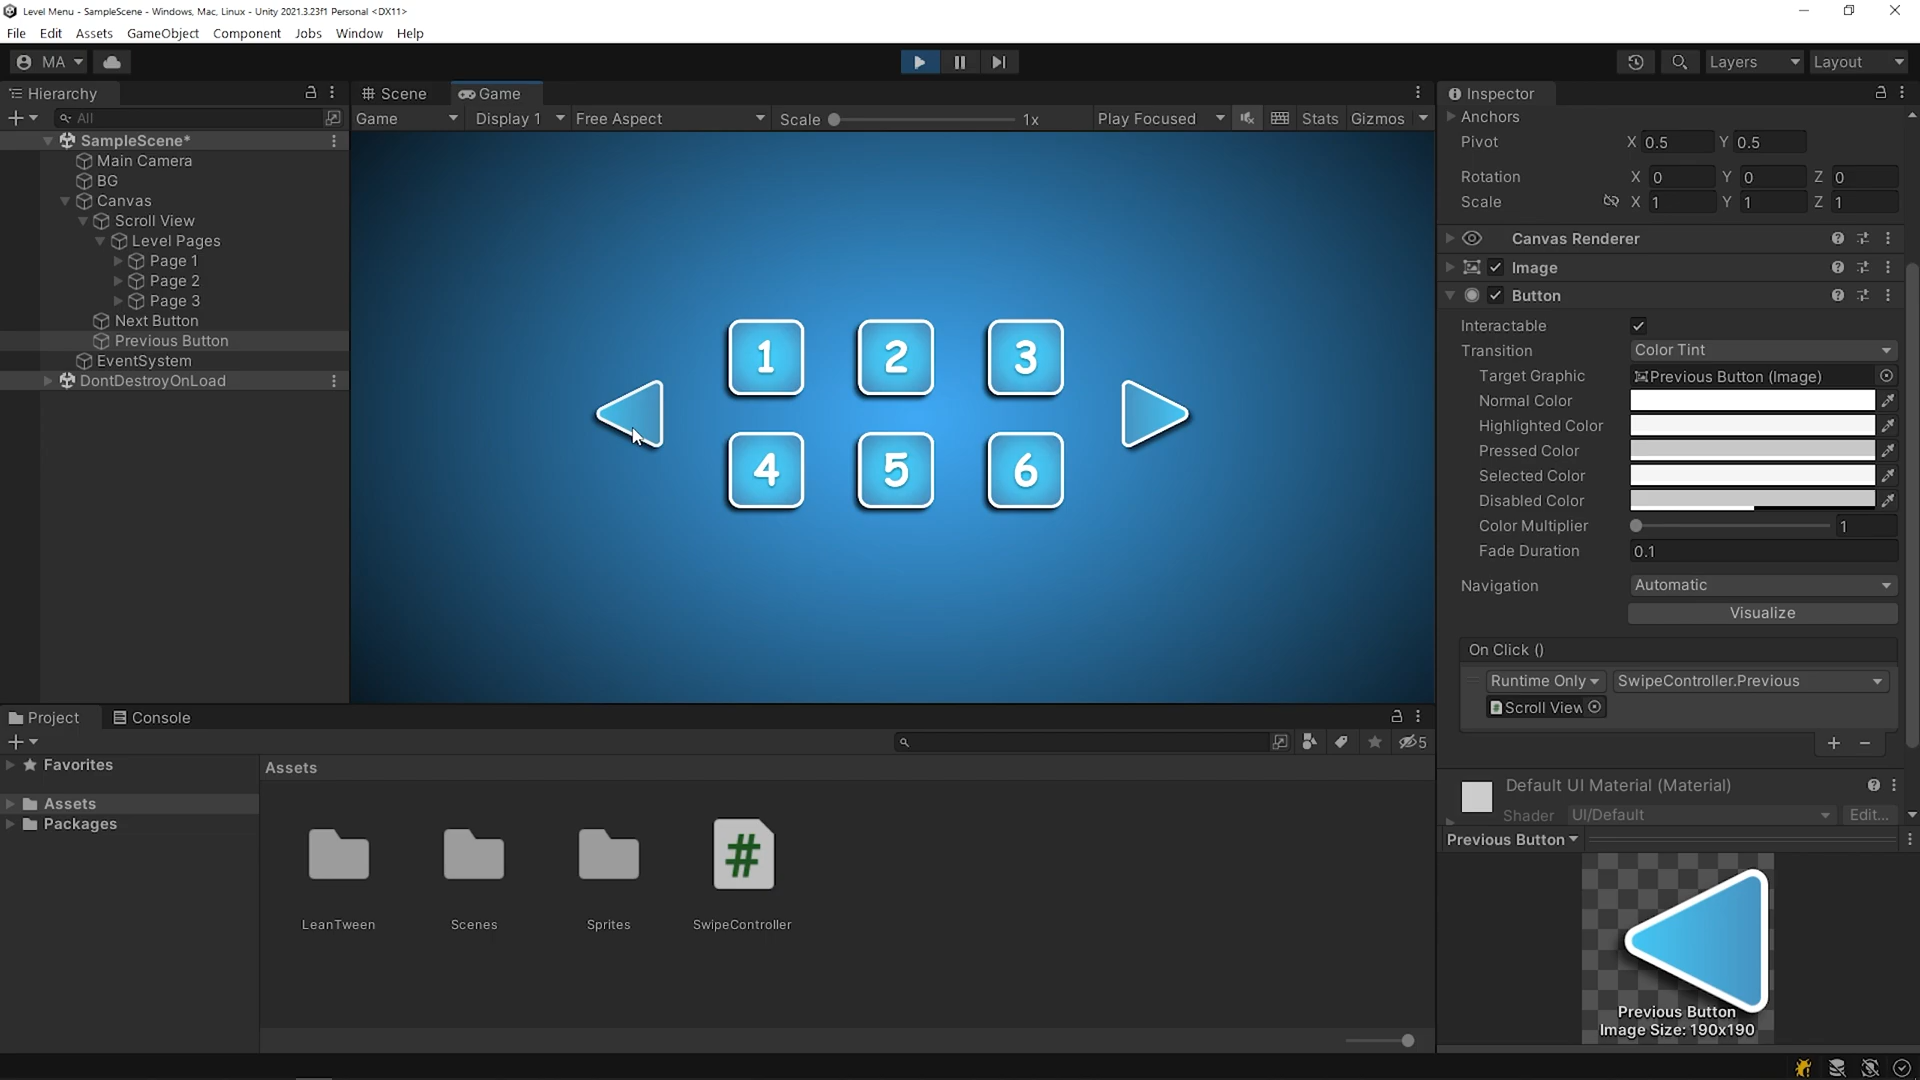 Level Menu - SampleScene - Windows, Mac, Linux - Unity 2021.3.23f1 Personal <DX11>
File Edit Assets GameObject Component Jobs Window Help
MA
Layers
Layout
Hierarchy
Scene
Game
Inspector
All
Game
Display 1
Free Aspect
Scale
1x
Play Focused
Stats
Gizmos
SampleScene*
Main Camera
BG
Canvas
Scroll View
Level Pages
Page 1
Page 2
Page 3
Next Button
Previous Button
EventSystem
DontDestroyOnLoad
1 2 3
4 5 6
Anchors
Pivot X 0.5 Y 0.5
Rotation X 0 Y 0 Z 0
Scale X 1 Y 1 Z 1
Canvas Renderer
Image
Button
Interactable
Transition Color Tint
Target Graphic Previous Button (Image)
Normal Color
Highlighted Color
Pressed Color
Selected Color
Disabled Color
Color Multiplier 1
Fade Duration 0.1
Navigation Automatic
Visualize
On Click ()
Runtime Only SwipeController.Previous
Scroll View
Default UI Material (Material)
Shader UI/Default Edit...
Previous Button
Previous Button
Image Size: 190x190
Project
Console
5
Favorites
Assets
Packages
Assets
LeanTween
Scenes
Sprites
#
SwipeController